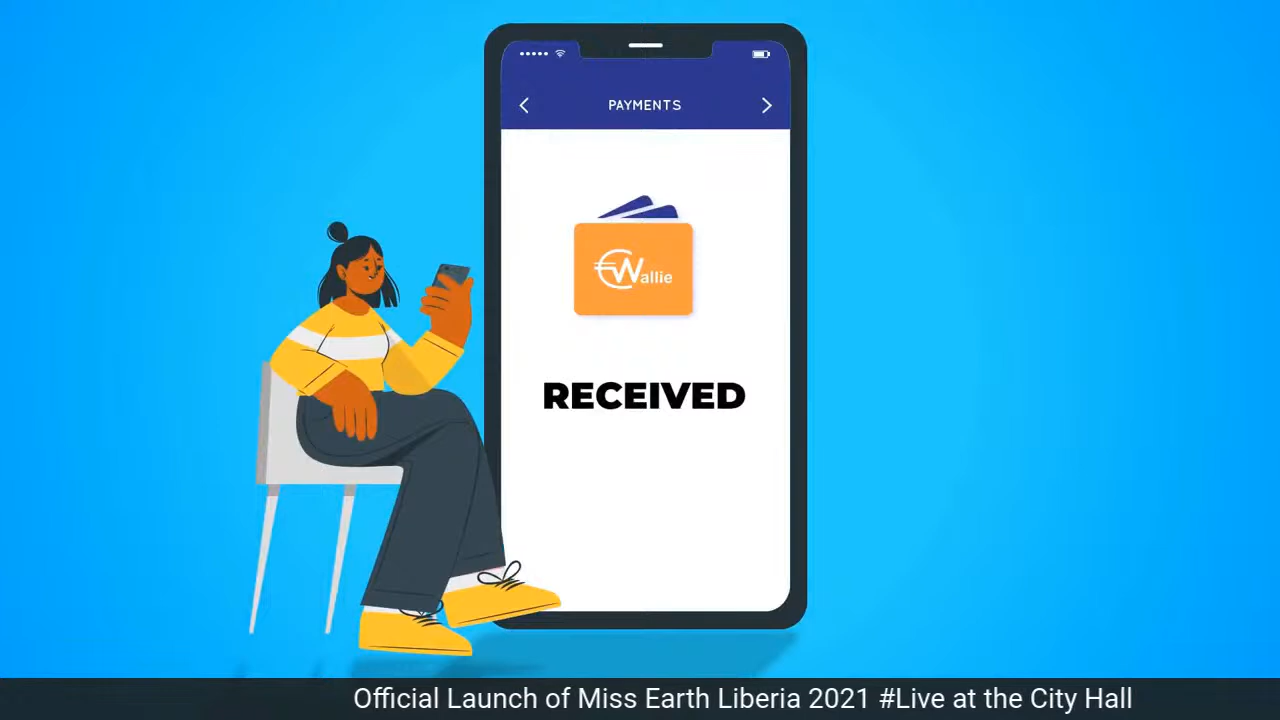 PAYMENTS
€Wallie
RECEIVED
Official Launch of Miss Earth Liberia 2021 #Live at the City Hall